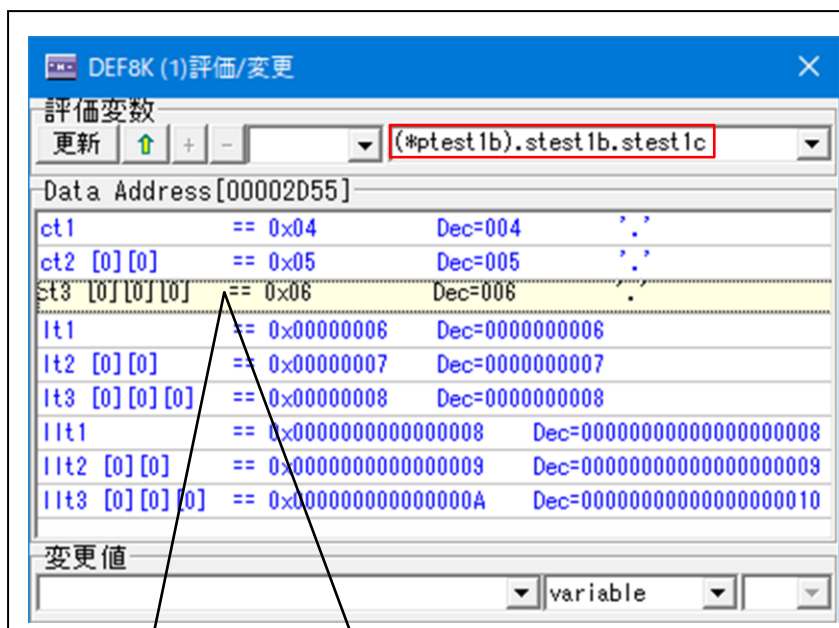 DEF8K (1)評価/変更
評価変数
更新 + - (*ptest1b).stest1b.stest1c
Data Address[00002D55]
ct1 == 0x04 Dec=004 '.'
ct2 [0][0] == 0x05 Dec=005 '.'
ct3 [0][0][0] == 0x06 Dec=006 '.'
lt1 == 0x00000006 Dec=0000000006
lt2 [0][0] == 0x00000007 Dec=0000000007
lt3 [0][0][0] == 0x00000008 Dec=0000000008
llt1 == 0x0000000000000008 Dec=00000000000000000008
llt2 [0][0] == 0x0000000000000009 Dec=00000000000000000009
llt3 [0][0][0] == 0x000000000000000A Dec=00000000000000000010
変更値
variable